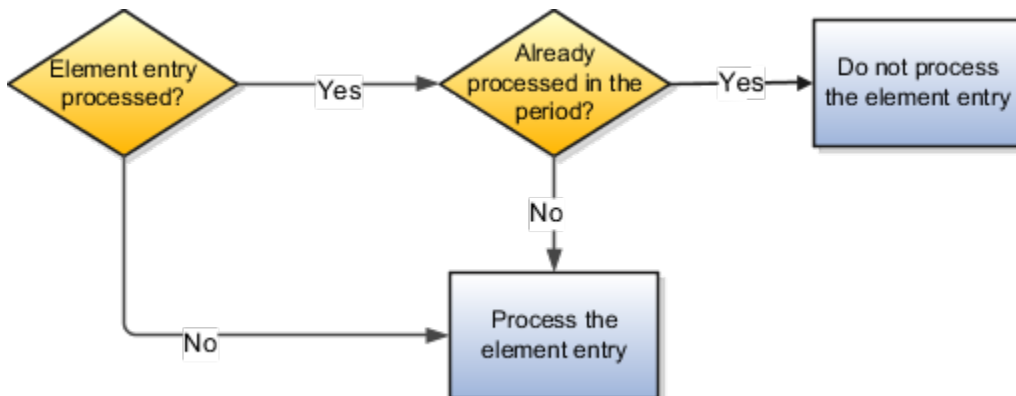 Element entry
processed?
Yes
Already
processed in the
period?
Yes
Do not process
the element entry
No
No
Process the
element entry